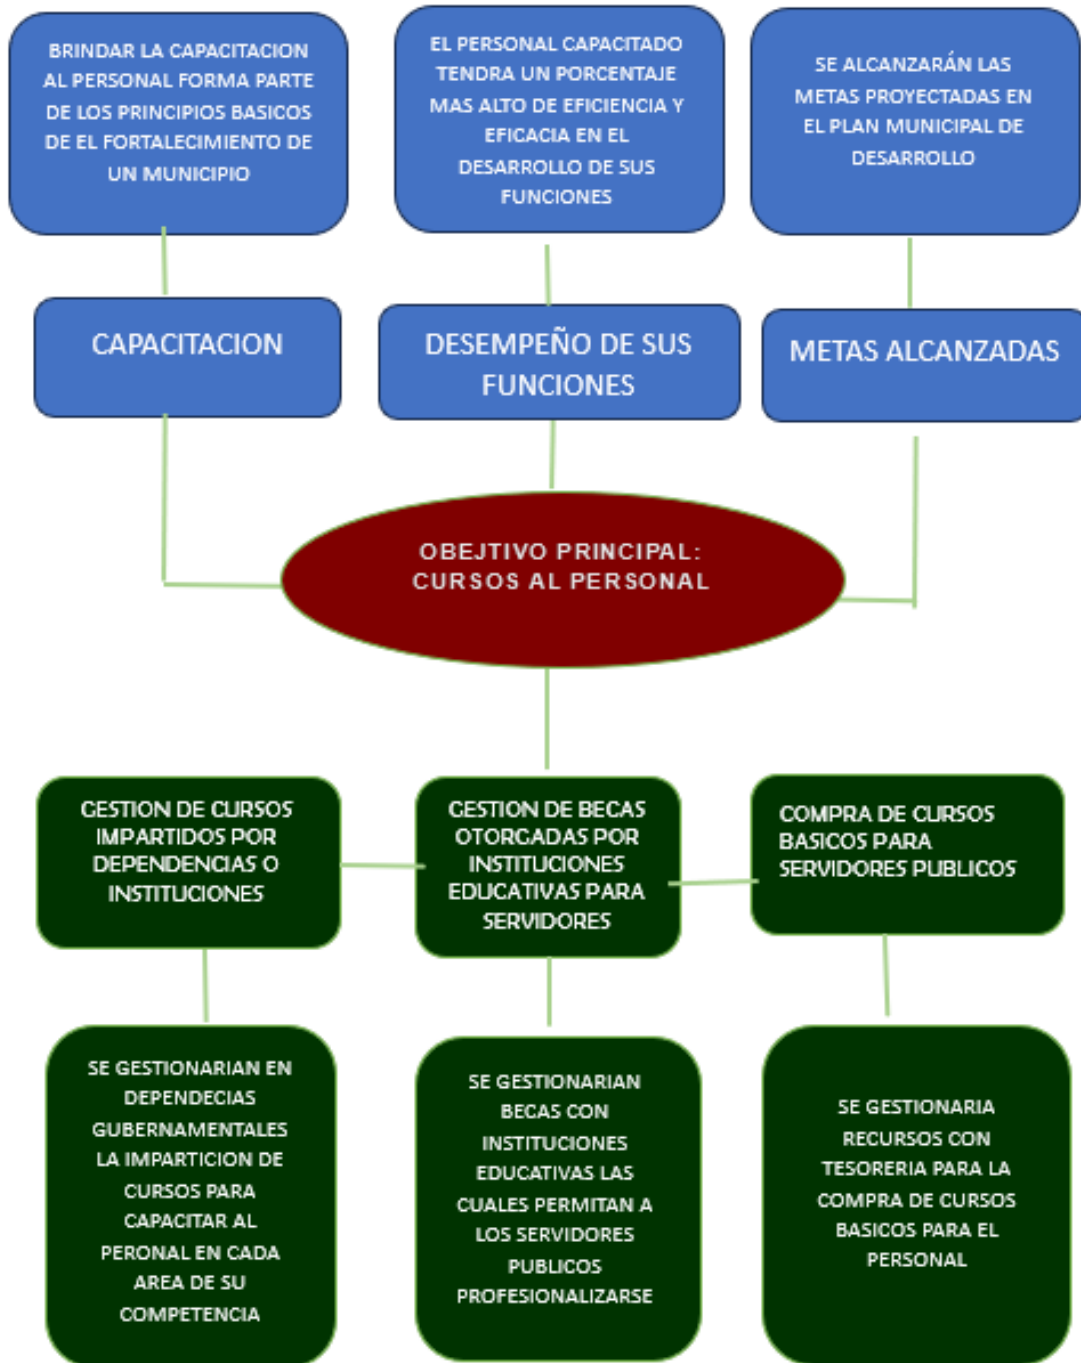 BRINDAR LA CAPACITACION
AL PERSONAL FORMA PARTE
DE LOS PRINCIPIOS BASICOS
DE EL FORTALECIMIENTO DE
UN MUNICIPIO
EL PERSONAL CAPACITADO
TENDRA UN PORCENTAJE
MAS ALTO DE EFICIENCIA Y
EFICACIA EN EL
DESARROLLO DE SUS
FUNCIONES
SE ALCANZARÁN LAS
METAS PROYECTADAS EN
EL PLAN MUNICIPAL DE
DESARROLLO
CAPACITACION
DESEMPEÑO DE SUS
FUNCIONES
METAS ALCANZADAS
OBEJTIVO PRINCIPAL:
CURSOS AL PERSONAL
GESTION DE CURSOS
IMPARTIDOS POR
DEPENDENCIAS O
INSTITUCIONES
GESTION DE BECAS
OTORGADAS POR
INSTITUCIONES
EDUCATIVAS PARA
SERVIDORES
COMPRA DE CURSOS
BASICOS PARA
SERVIDORES PUBLICOS
SE GESTIONARIAN EN
DEPENDECIAS
GUBERNAMENTALES
LA IMPARTICION DE
CURSOS PARA
CAPACITAR AL
PERONAL EN CADA
AREA DE SU
COMPETENCIA
SE GESTIONARIAN
BECAS CON
INSTITUCIONES
EDUCATIVAS LAS
CUALES PERMITAN A
LOS SERVIDORES
PUBLICOS
PROFESIONALIZARSE
SE GESTIONARIA
RECURSOS CON
TESORERIA PARA LA
COMPRA DE CURSOS
BASICOS PARA EL
PERSONAL